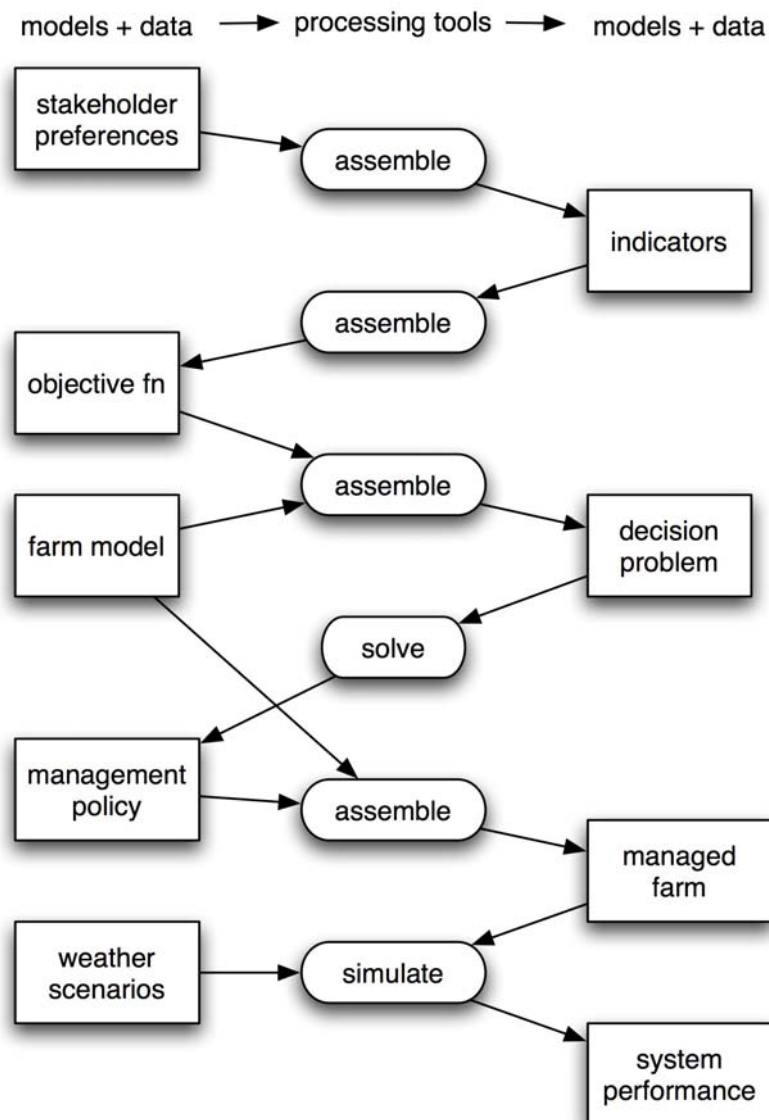 models + data → processing tools → models + data
stakeholder
preferences
assemble
indicators
assemble
objective fn
assemble
farm model
decision
problem
solve
management
policy
assemble
managed
farm
weather
scenarios
simulate
system
performance